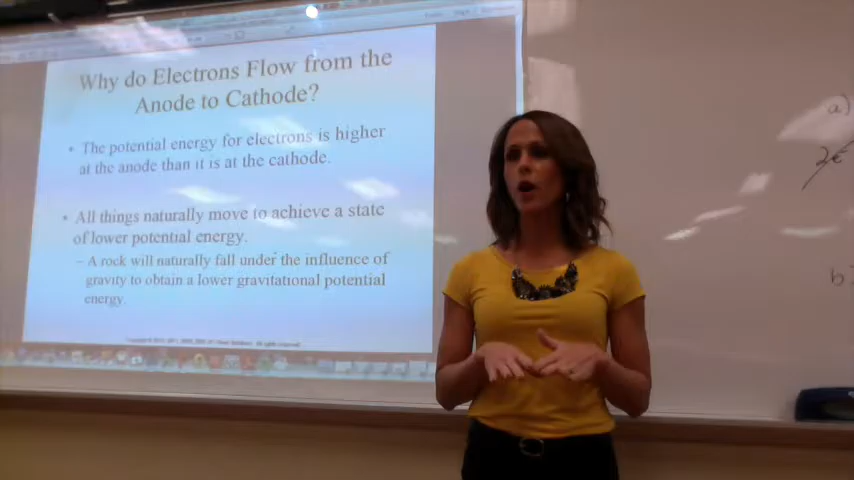 Why do Electrons Flow from the
Anode to Cathode?
• The potential energy for electrons is higher
at the anode than it is at the cathode.
• All things naturally move to achieve a state
of lower potential energy.
– A rock will naturally fall under the influence of
gravity to obtain a lower gravitational potential
energy.
a)
2e
b)